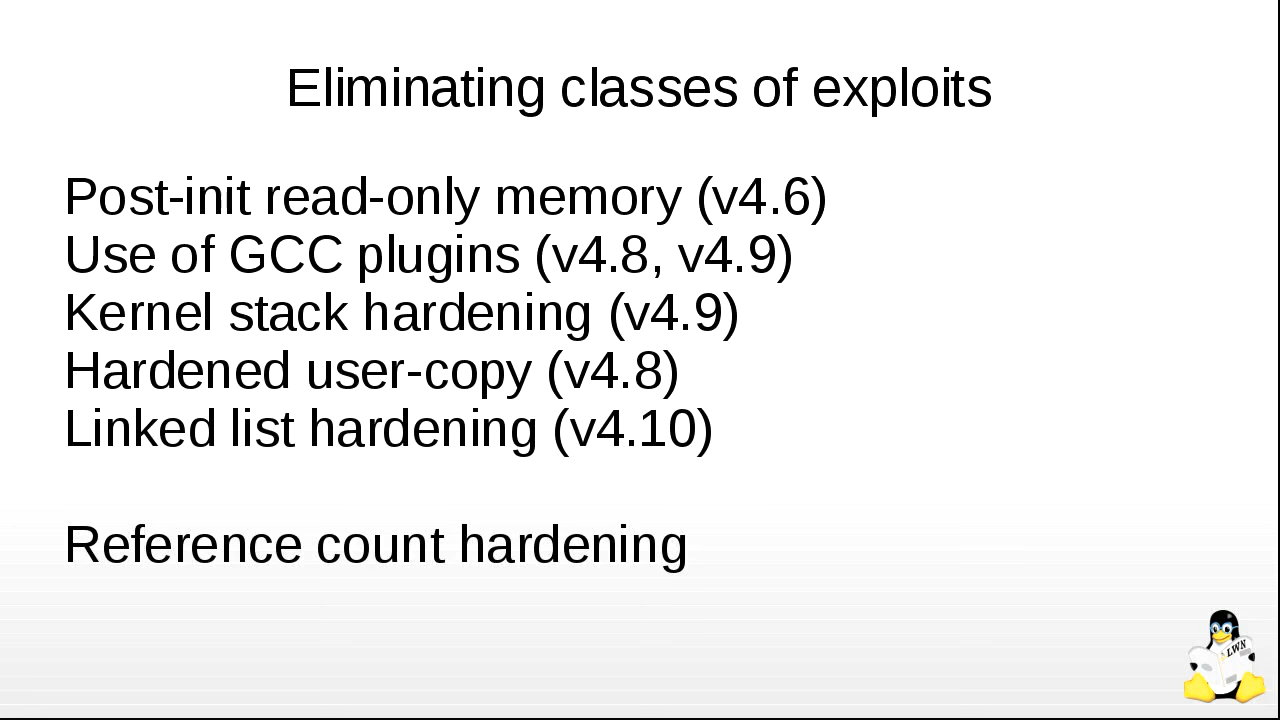 Eliminating classes of exploits
Post-init read-only memory (v4.6)
Use of GCC plugins (v4.8, v4.9)
Kernel stack hardening (v4.9)
Hardened user-copy (v4.8)
Linked list hardening (v4.10)
Reference count hardening
LWN